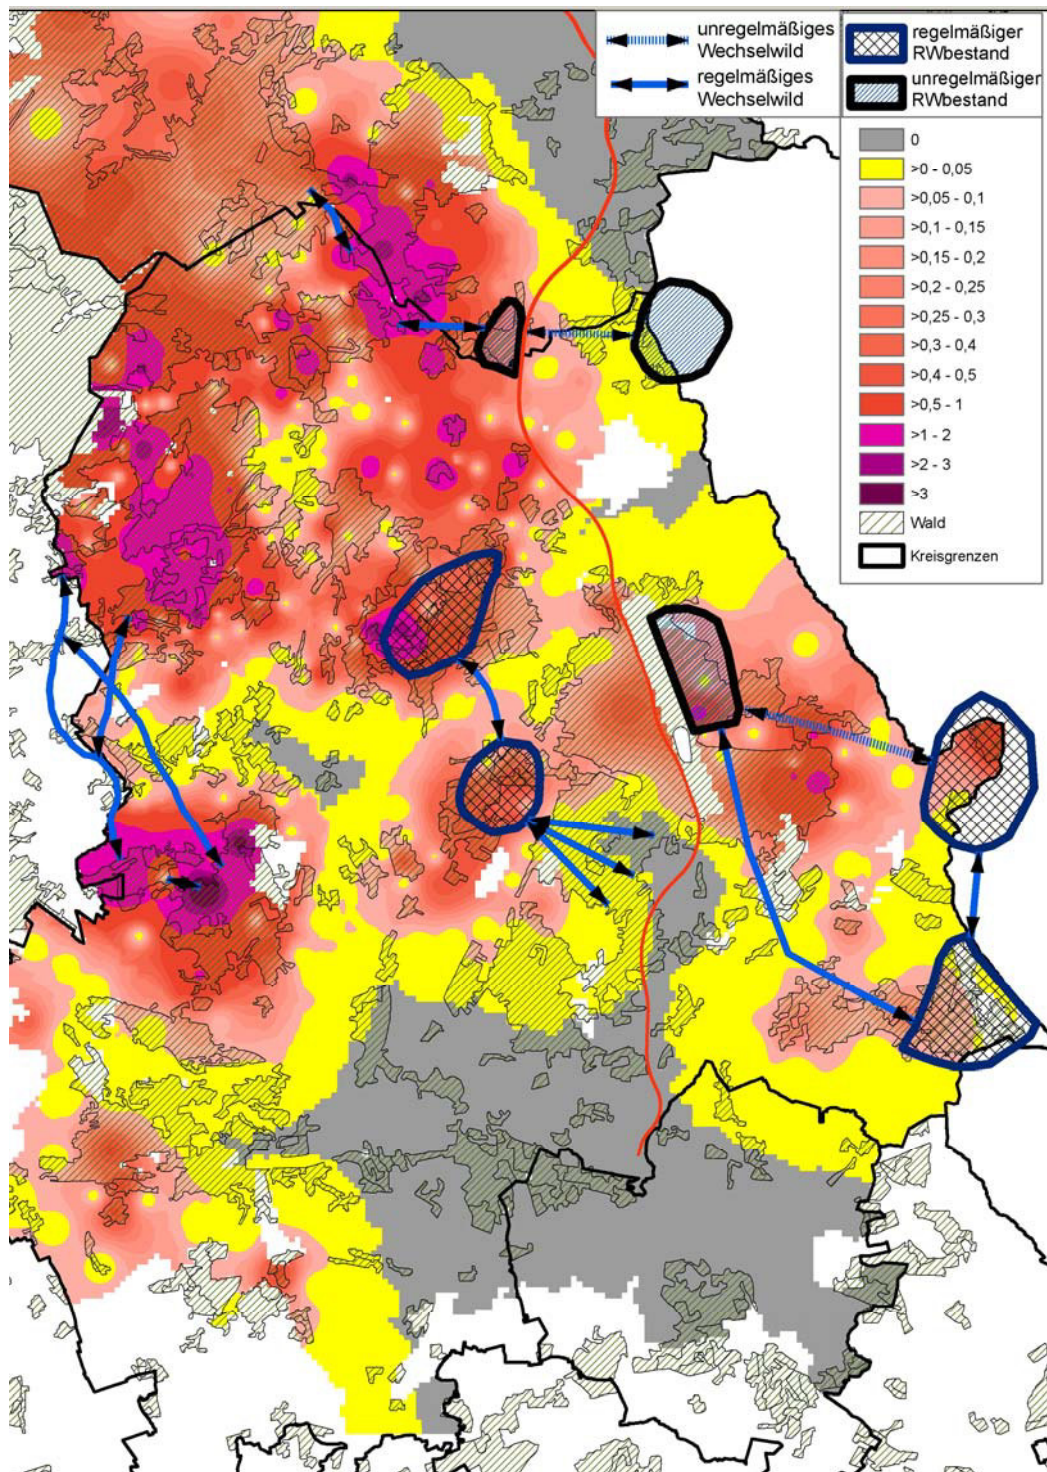 unregelmäßiges
Wechselwild
regelmäßiges
Wechselwild
regelmäßiger
RWbestand
unregelmäßiger
RWbestand
0
>0 - 0,05
>0,05 - 0,1
>0,1 - 0,15
>0,15 - 0,2
>0,2 - 0,25
>0,25 - 0,3
>0,3 - 0,4
>0,4 - 0,5
>0,5 - 1
>1 - 2
>2 - 3
>3
Wald
Kreisgrenzen